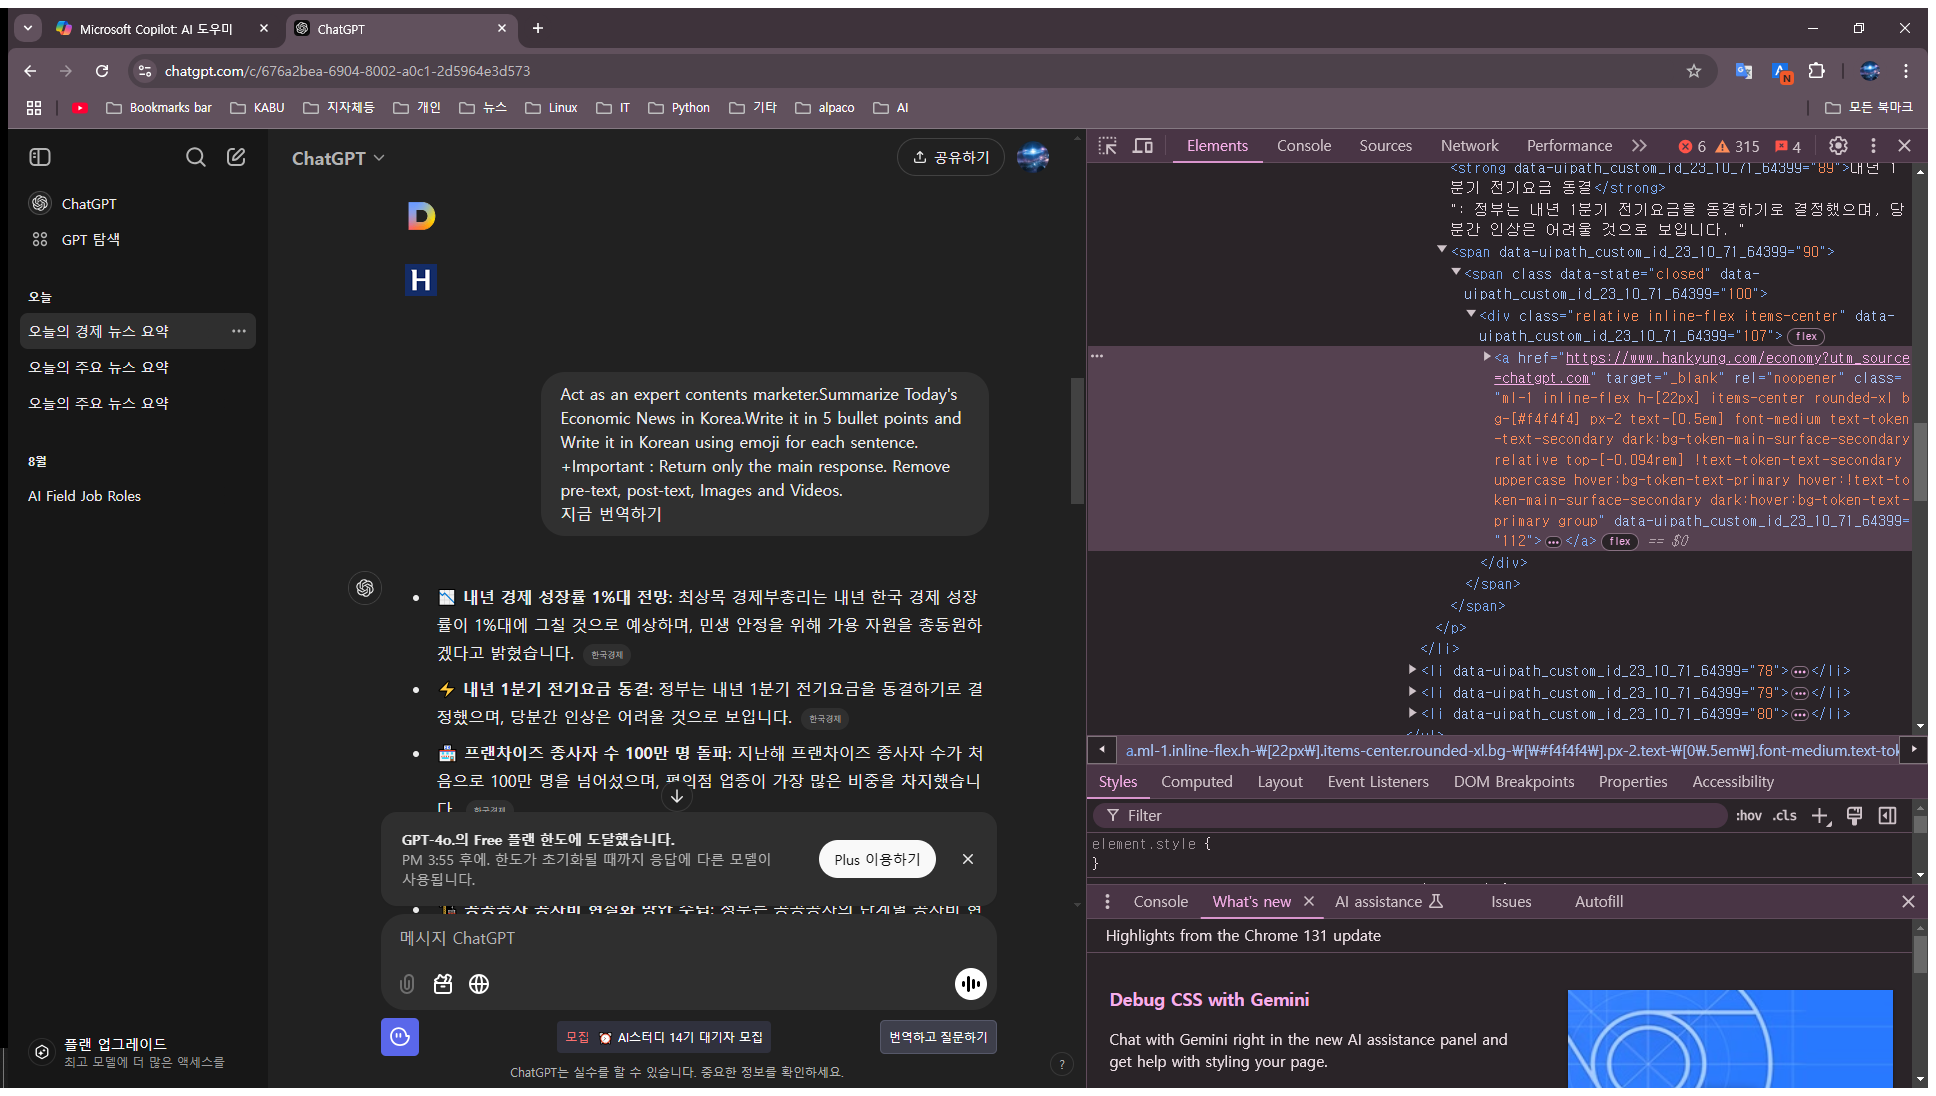 Microsoft Copilot: AI 도우미
ChatGPT
chatgpt.com/c/676a2bea-6904-8002-a0c1-2d5964e3d573
N
Bookmarks bar
KABU
지자체등
개인
뉴스
Linux
IT
Python
기타
alpaco
AI
모든 북마크
ChatGPT
GPT 탐색
오늘
오늘의 경제 뉴스 요약
오늘의 주요 뉴스 요약
오늘의 주요 뉴스 요약
8월
AI Field Job Roles
플랜 업그레이드
최고 모델에 더 많은 액세스를
ChatGPT
공유하기
D
H
Act as an expert contents marketer.Summarize Today's
Economic News in Korea.Write it in 5 bullet points and
Write it in Korean using emoji for each sentence.
+Important : Return only the main response. Remove
pre-text, post-text, Images and Videos.
지금 번역하기
• 📉 내년 경제 성장률 1%대 전망: 최상목 경제부총리는 내년 한국 경제 성장
률이 1%대에 그칠 것으로 예상하며, 민생 안정을 위해 가용 자원을 총동원하
겠다고 밝혔습니다. 한국경제
• ⚡ 내년 1분기 전기요금 동결: 정부는 내년 1분기 전기요금을 동결하기로 결
정했으며, 당분간 인상은 어려울 것으로 보입니다. 한국경제
• 🏪 프랜차이즈 종사자 수 100만 명 돌파: 지난해 프랜차이즈 종사자 수가 처
음으로 100만 명을 넘어섰으며, 편의점 업종이 가장 많은 비중을 차지했습니
다. 한국경제
GPT-4o.의 Free 플랜 한도에 도달했습니다.
PM 3:55 후에. 한도가 초기화될 때까지 응답에 다른 모델이
사용됩니다.
Plus 이용하기
공공공사 공사비 현실화 방안 수립: 정부는 공공공사의 단계별 공사비 현
메시지 ChatGPT
모집 ⏰ AI스터디 14기 대기자 모집
번역하고 질문하기
ChatGPT는 실수를 할 수 있습니다. 중요한 정보를 확인하세요.
?
Elements
Console
Sources
Network
Performance
6
315
4
<strong data-uipath_custom_id_23_10_71_64399="89">내년 1
분기 전기요금 동결</strong>
": 정부는 내년 1분기 전기요금을 동결하기로 결정했으며, 당
분간 인상은 어려울 것으로 보입니다. "
<span data-uipath_custom_id_23_10_71_64399="90">
<span class data-state="closed" data-
uipath_custom_id_23_10_71_64399="100">
<div class="relative inline-flex items-center" data-
uipath_custom_id_23_10_71_64399="107"> flex
<a href="https://www.hankyung.com/economy?utm_source
=chatgpt.com" target="_blank" rel="noopener" class=
"ml-1 inline-flex h-[22px] items-center rounded-xl b
g-[#f4f4f4] px-2 text-[0.5em] font-medium text-token
-text-secondary dark:bg-token-main-surface-secondary
relative top-[-0.094rem] !text-token-text-secondary
uppercase hover:bg-token-text-primary hover:!text-to
ken-main-surface-secondary dark:hover:bg-token-text-
primary group" data-uipath_custom_id_23_10_71_64399=
"112">…</a> flex == $0
</div>
</span>
</span>
</p>
</li>
<li data-uipath_custom_id_23_10_71_64399="78">…</li>
<li data-uipath_custom_id_23_10_71_64399="79">…</li>
<li data-uipath_custom_id_23_10_71_64399="80">…</li>
</ul>
a.ml-1.inline-flex.h-₩[22px₩].items-center.rounded-xl.bg-₩[₩#f4f4f4₩].px-2.text-₩[0₩.5em₩].font-medium.text-tok
Styles
Computed
Layout
Event Listeners
DOM Breakpoints
Properties
Accessibility
Filter
:hov
.cls
element.style {
}
Console
What's new
AI assistance
Issues
Autofill
Highlights from the Chrome 131 update
Debug CSS with Gemini
Chat with Gemini right in the new AI assistance panel and
get help with styling your page.